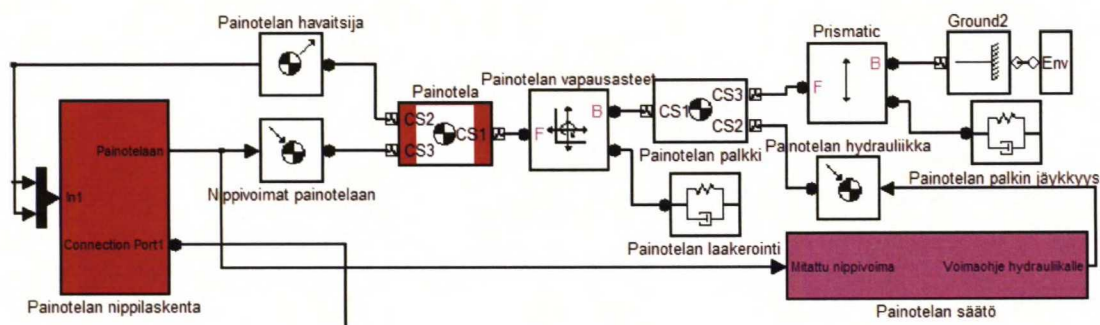 Painotelan havaitsija
Prismatic
Ground2
B
F
Env
Painotela
Painotelan vapausasteet
CS2
CS1
CS3
F
B
CS1
CS3
CS2
Painotelaan
In1
Connection Port1
Nippivoimat painotelaan
Painotelan palkki
Painotelan hydrauliikka
Painotelan palkin jäykkyys
Painotelan laakerointi
Mitattu nippivoima
Voimaohje hydrauliikalle
Painotelan nippilaskenta
Painotelan säätö